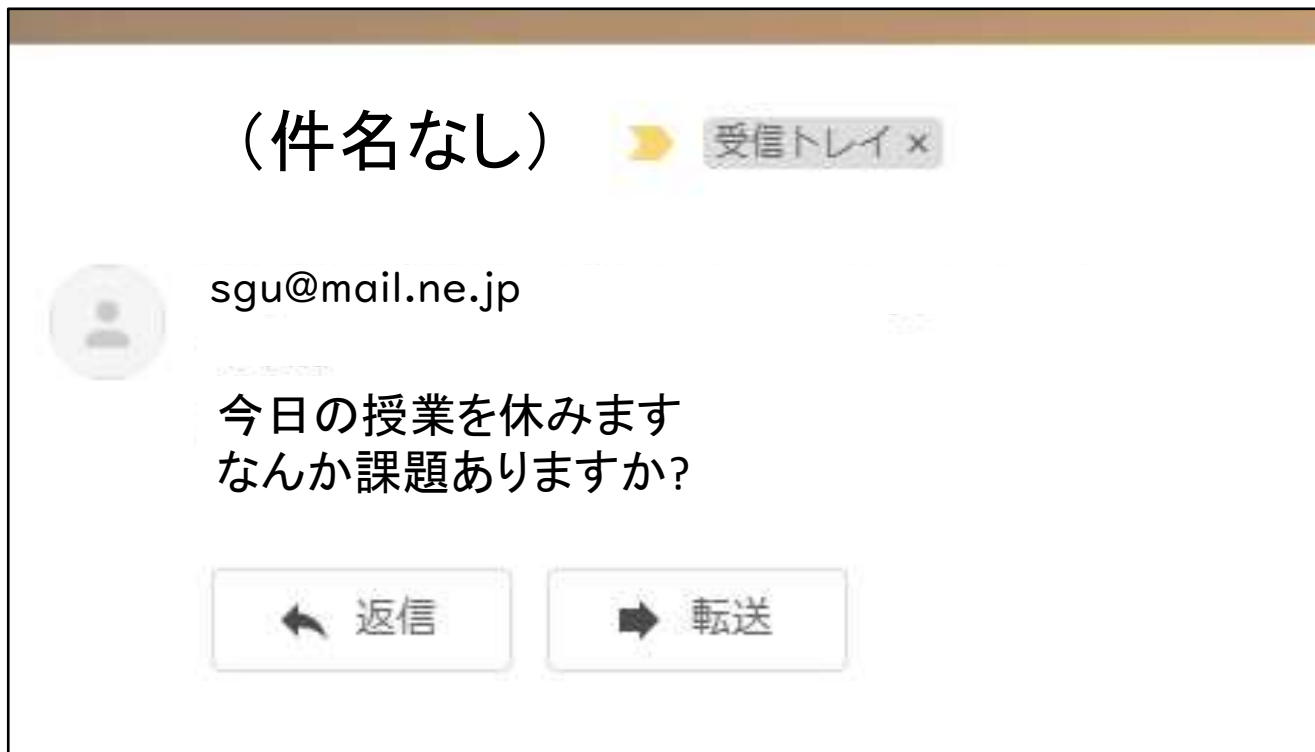 （件名なし） 受信トレイ ×
sgu@mail.ne.jp
今日の授業を休みます
なんか課題ありますか?
返信 転送